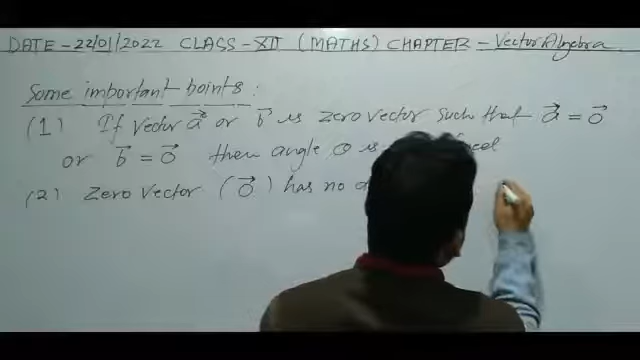 DATE - 22/01/2022 CLASS - XII (MATHS) CHAPTER - Vector Algebra
Some important points :
(1) If vector a⃗ or b⃗ is zero vector such that a⃗ = 0⃗
or b⃗ = 0⃗ then angle θ is
(2) Zero vector (0⃗) has no